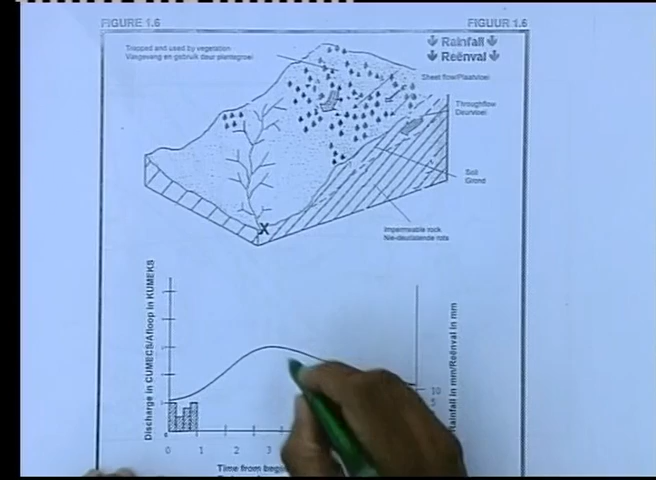 FIGURE 1.6
FIGUUR 1.6
Trapped and used by vegetation
Vasgevang en gebruik deur plantegroei
Rainfall
Reënval
Sheet flow/Plaatvloei
Throughflow
Deurvloei
Soil
Grond
X
Impermeable rock
Nie-deurlatende rots
Discharge in CUMECS/Afloop in KUMEKS
10
5
Rainfall in mm/Reënval in mm
0 1 2 3
Time from